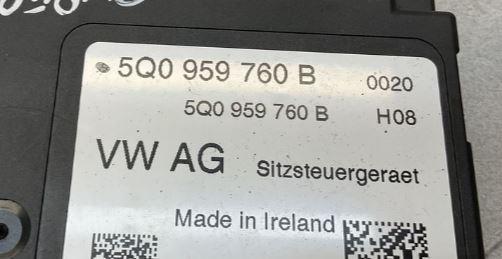 5Q0 959 760 B 0020
5Q0 959 760 B H08
VW AG Sitzsteuergeraet
Made in Ireland